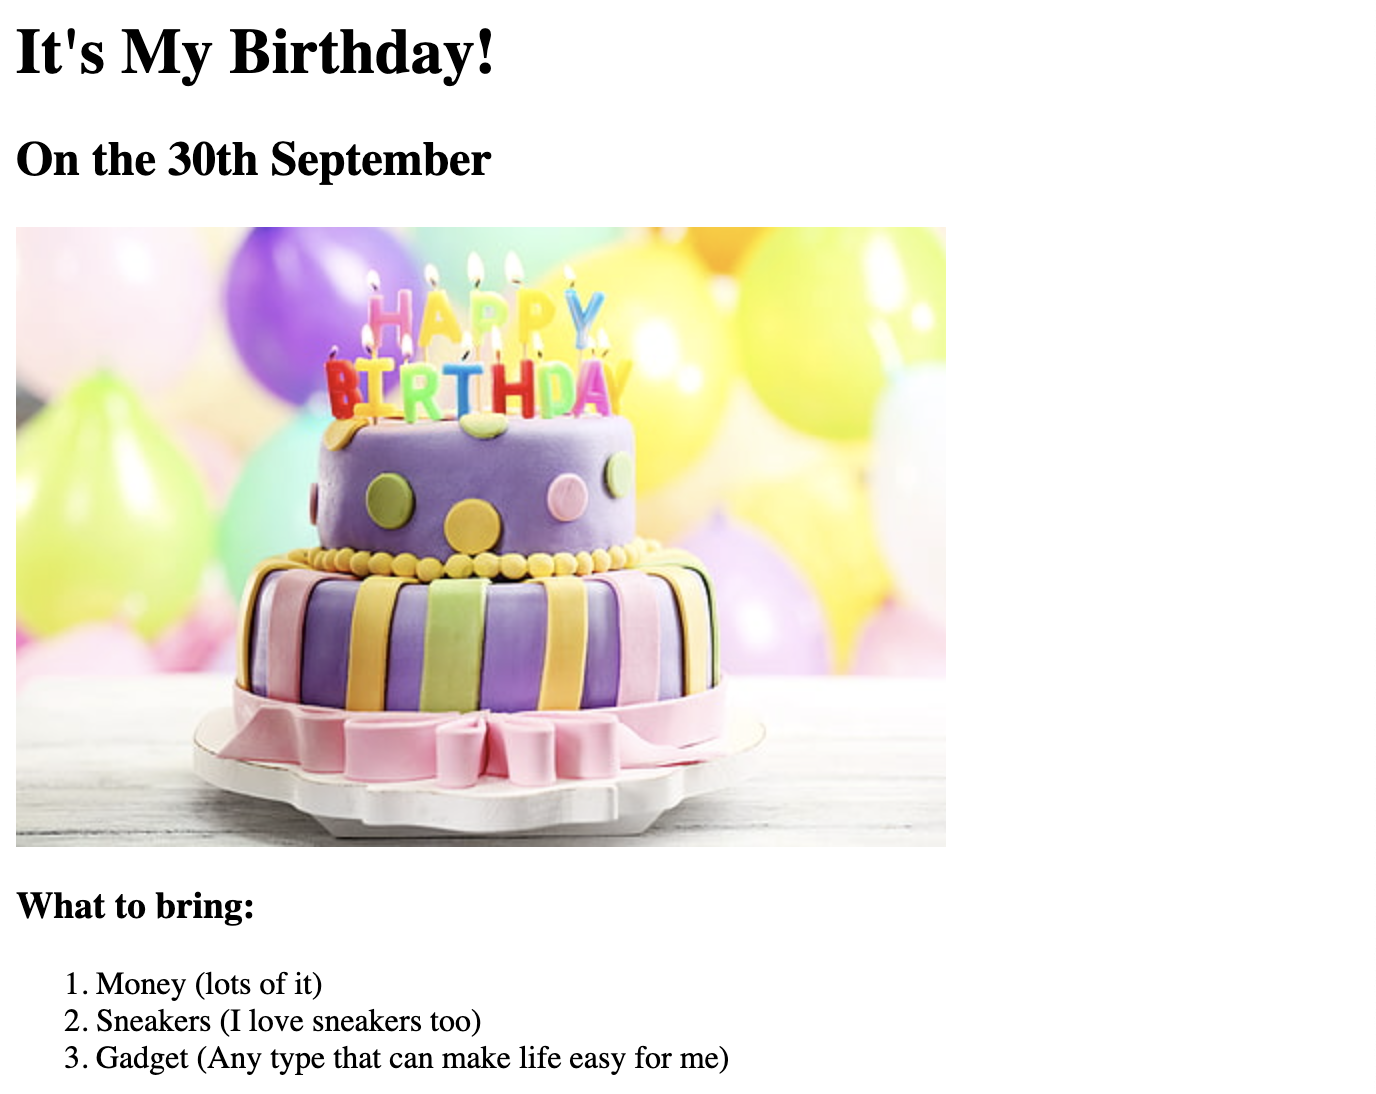 It's My Birthday!
On the 30th September
HAPPY
BIRTHDAY
What to bring:
1. Money (lots of it)
2. Sneakers (I love sneakers too)
3. Gadget (Any type that can make life easy for me)